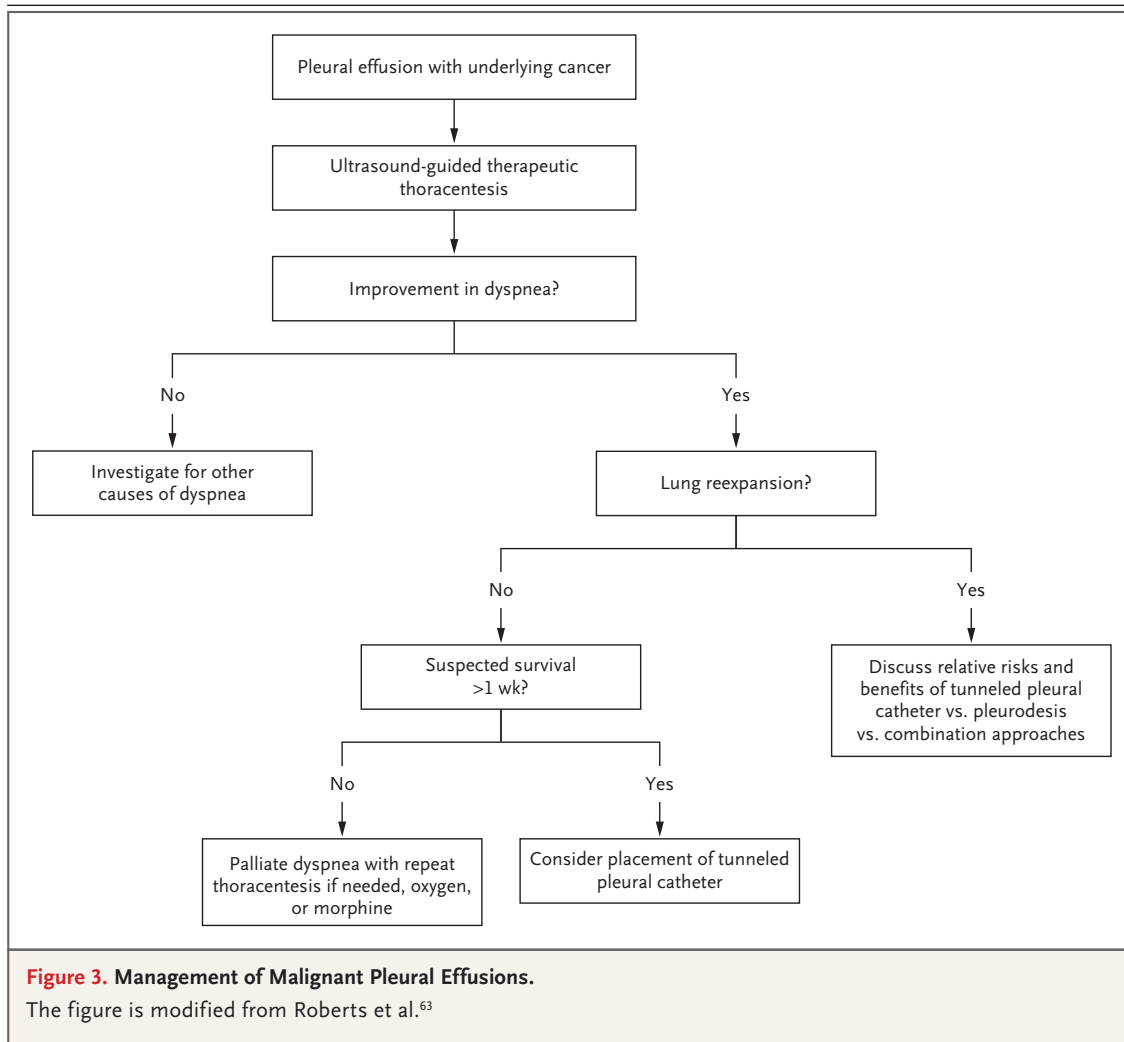 Pleural effusion with underlying cancer
Ultrasound-guided therapeutic
thoracentesis
Improvement in dyspnea?
No
Yes
Investigate for other
causes of dyspnea
Lung reexpansion?
No
Yes
Suspected survival
>1 wk?
Discuss relative risks and
benefits of tunneled pleural
catheter vs. pleurodesis
vs. combination approaches
No
Yes
Palliate dyspnea with repeat
thoracentesis if needed, oxygen,
or morphine
Consider placement of tunneled
pleural catheter
Figure 3. Management of Malignant Pleural Effusions.
The figure is modified from Roberts et al.63